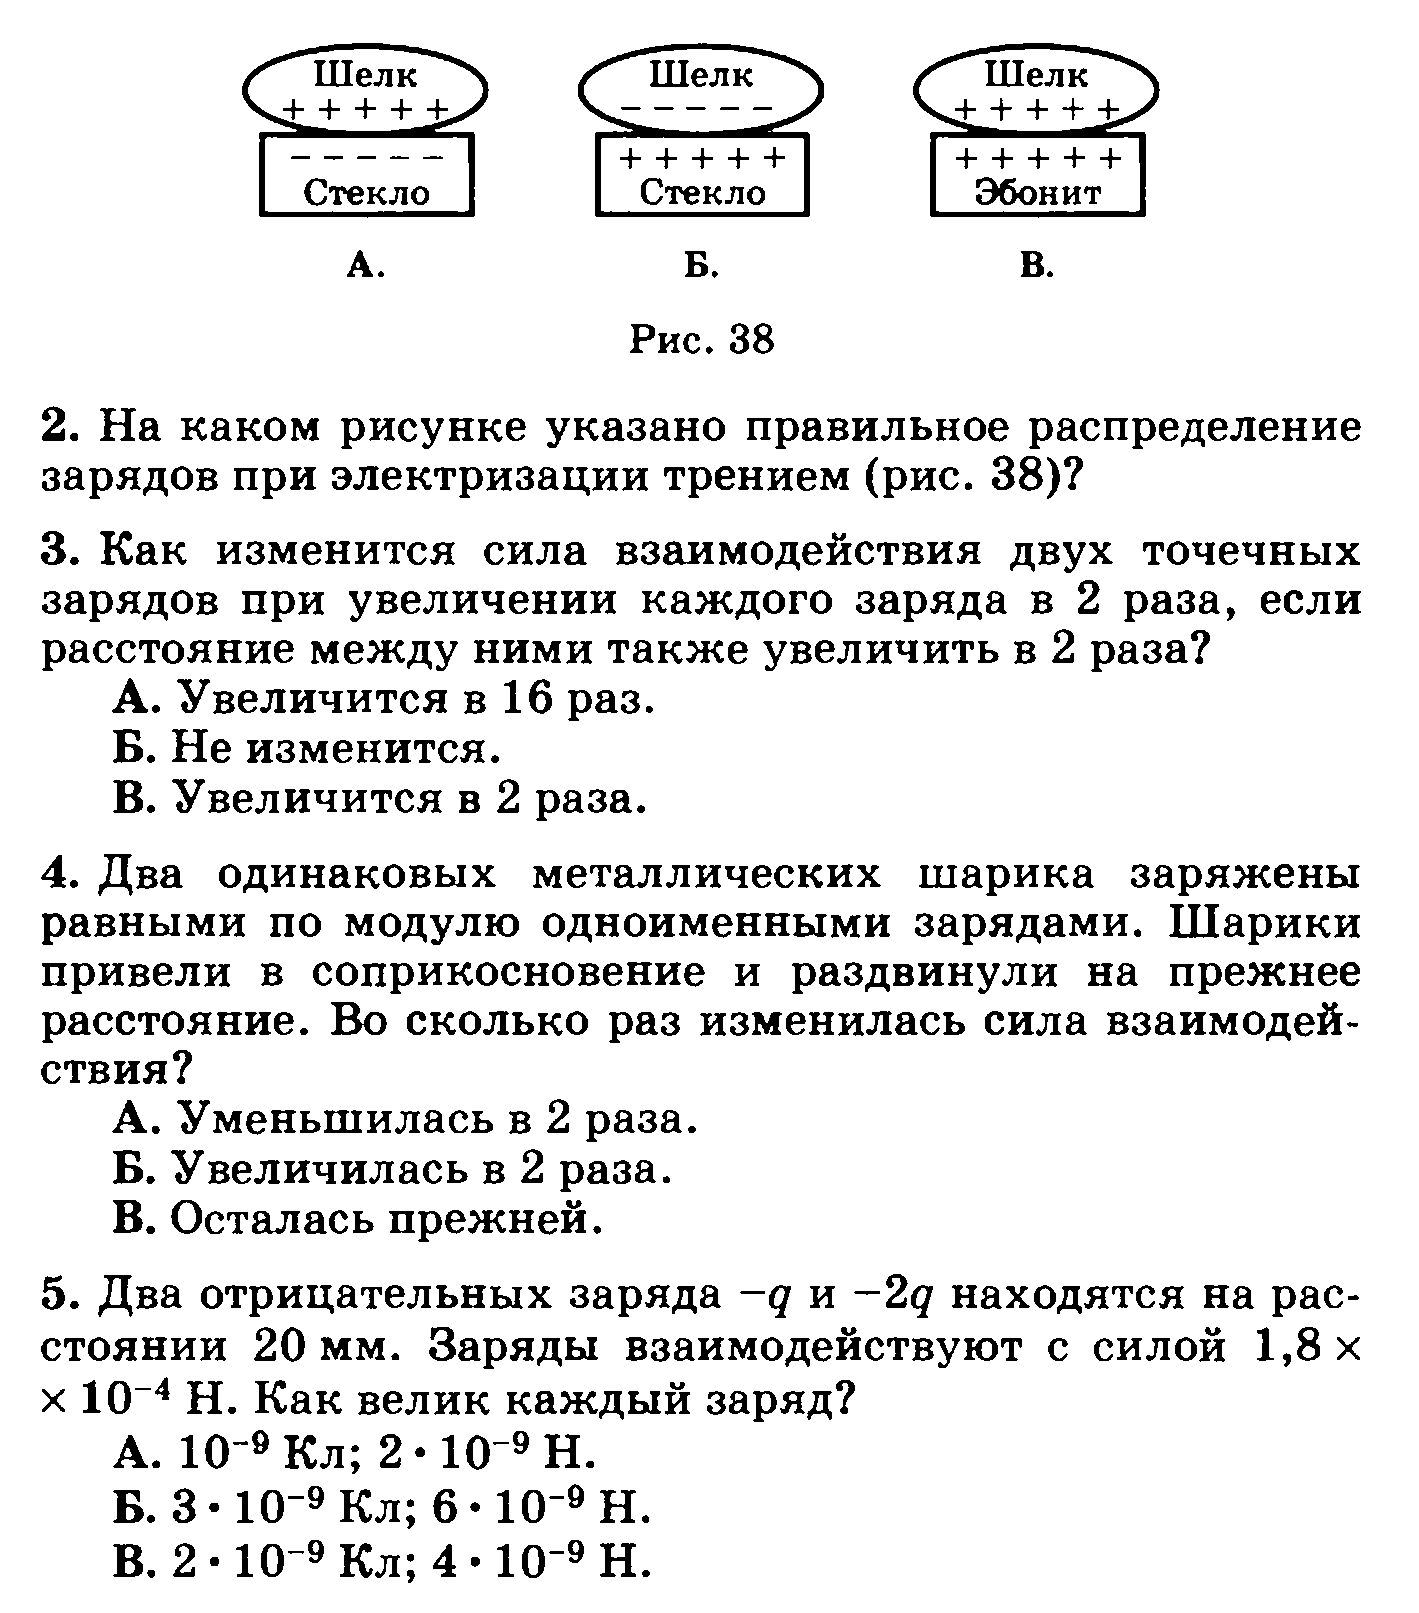 Шелк Шелк Шелк
+ + + + + − − − − − + + + + +
− − − − − + + + + + + + + + +
Стекло Стекло Эбонит
А. Б. В.
Рис. 38
2. На каком рисунке указано правильное распределение
зарядов при электризации трением (рис. 38)?
3. Как изменится сила взаимодействия двух точечных
зарядов при увеличении каждого заряда в 2 раза, если
расстояние между ними также увеличить в 2 раза?
А. Увеличится в 16 раз.
Б. Не изменится.
В. Увеличится в 2 раза.
4. Два одинаковых металлических шарика заряжены
равными по модулю одноименными зарядами. Шарики
привели в соприкосновение и раздвинули на прежнее
расстояние. Во сколько раз изменилась сила взаимодей-
ствия?
А. Уменьшилась в 2 раза.
Б. Увеличилась в 2 раза.
В. Осталась прежней.
5. Два отрицательных заряда −q и −2q находятся на рас-
стоянии 20 мм. Заряды взаимодействуют с силой 1,8 ×
× 10⁻⁴ Н. Как велик каждый заряд?
А. 10⁻⁹ Кл; 2 · 10⁻⁹ Н.
Б. 3 · 10⁻⁹ Кл; 6 · 10⁻⁹ Н.
В. 2 · 10⁻⁹ Кл; 4 · 10⁻⁹ Н.